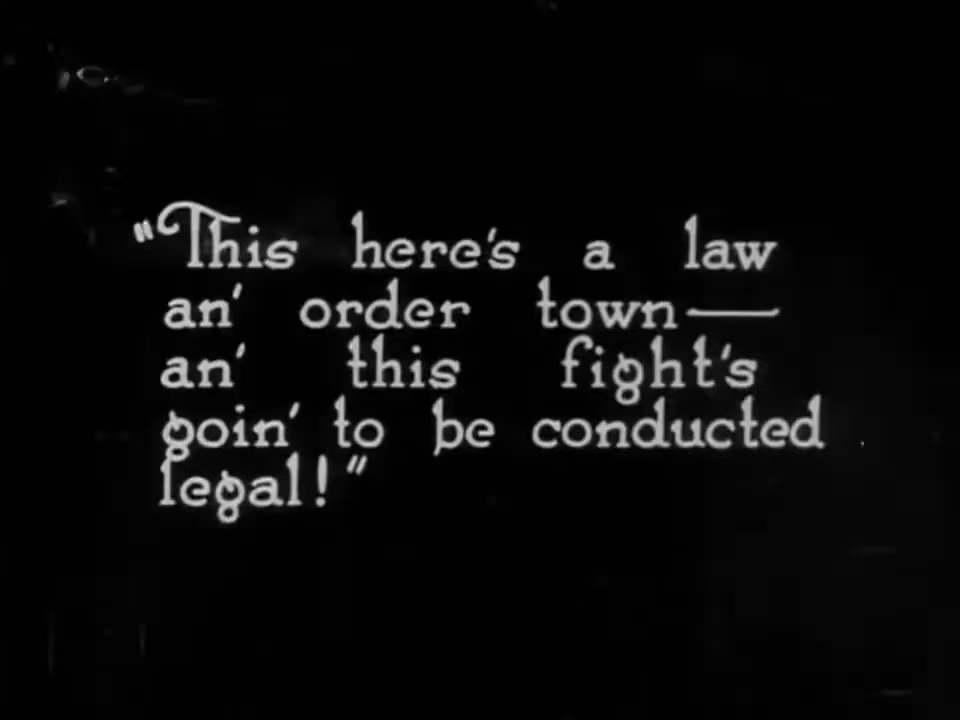 "This here's a law
an' order town—
an' this fight's
goin' to be conducted
legal!"